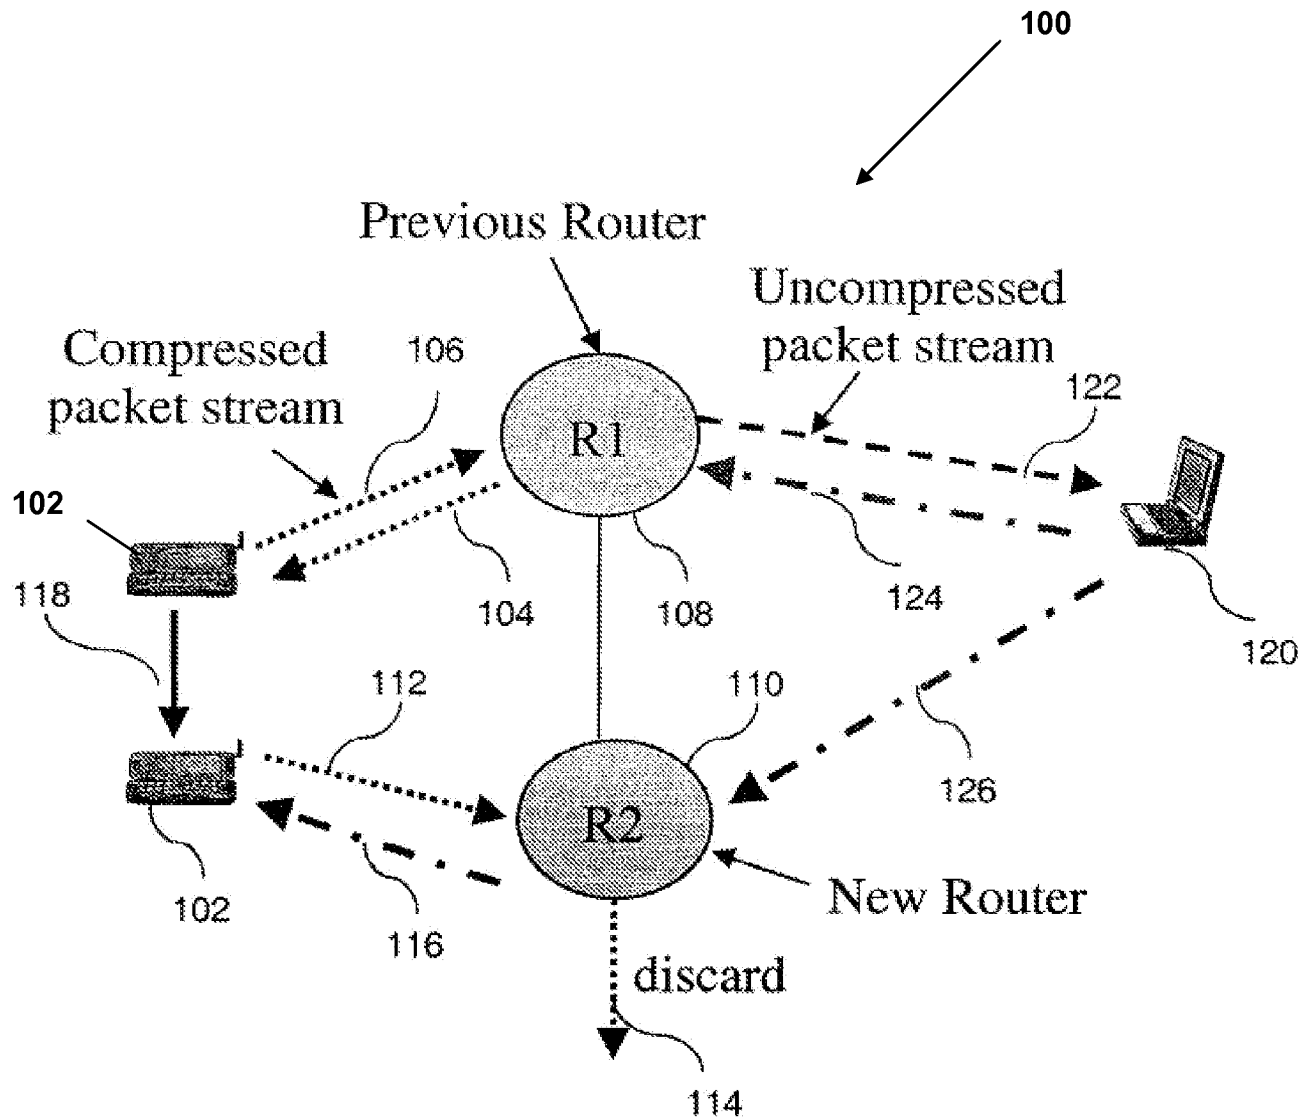 100
Previous Router
Uncompressed
packet stream
Compressed
packet stream
106
122
R1
102
118
104
108
124
120
112
110
126
R2
102
116
New Router
discard
114